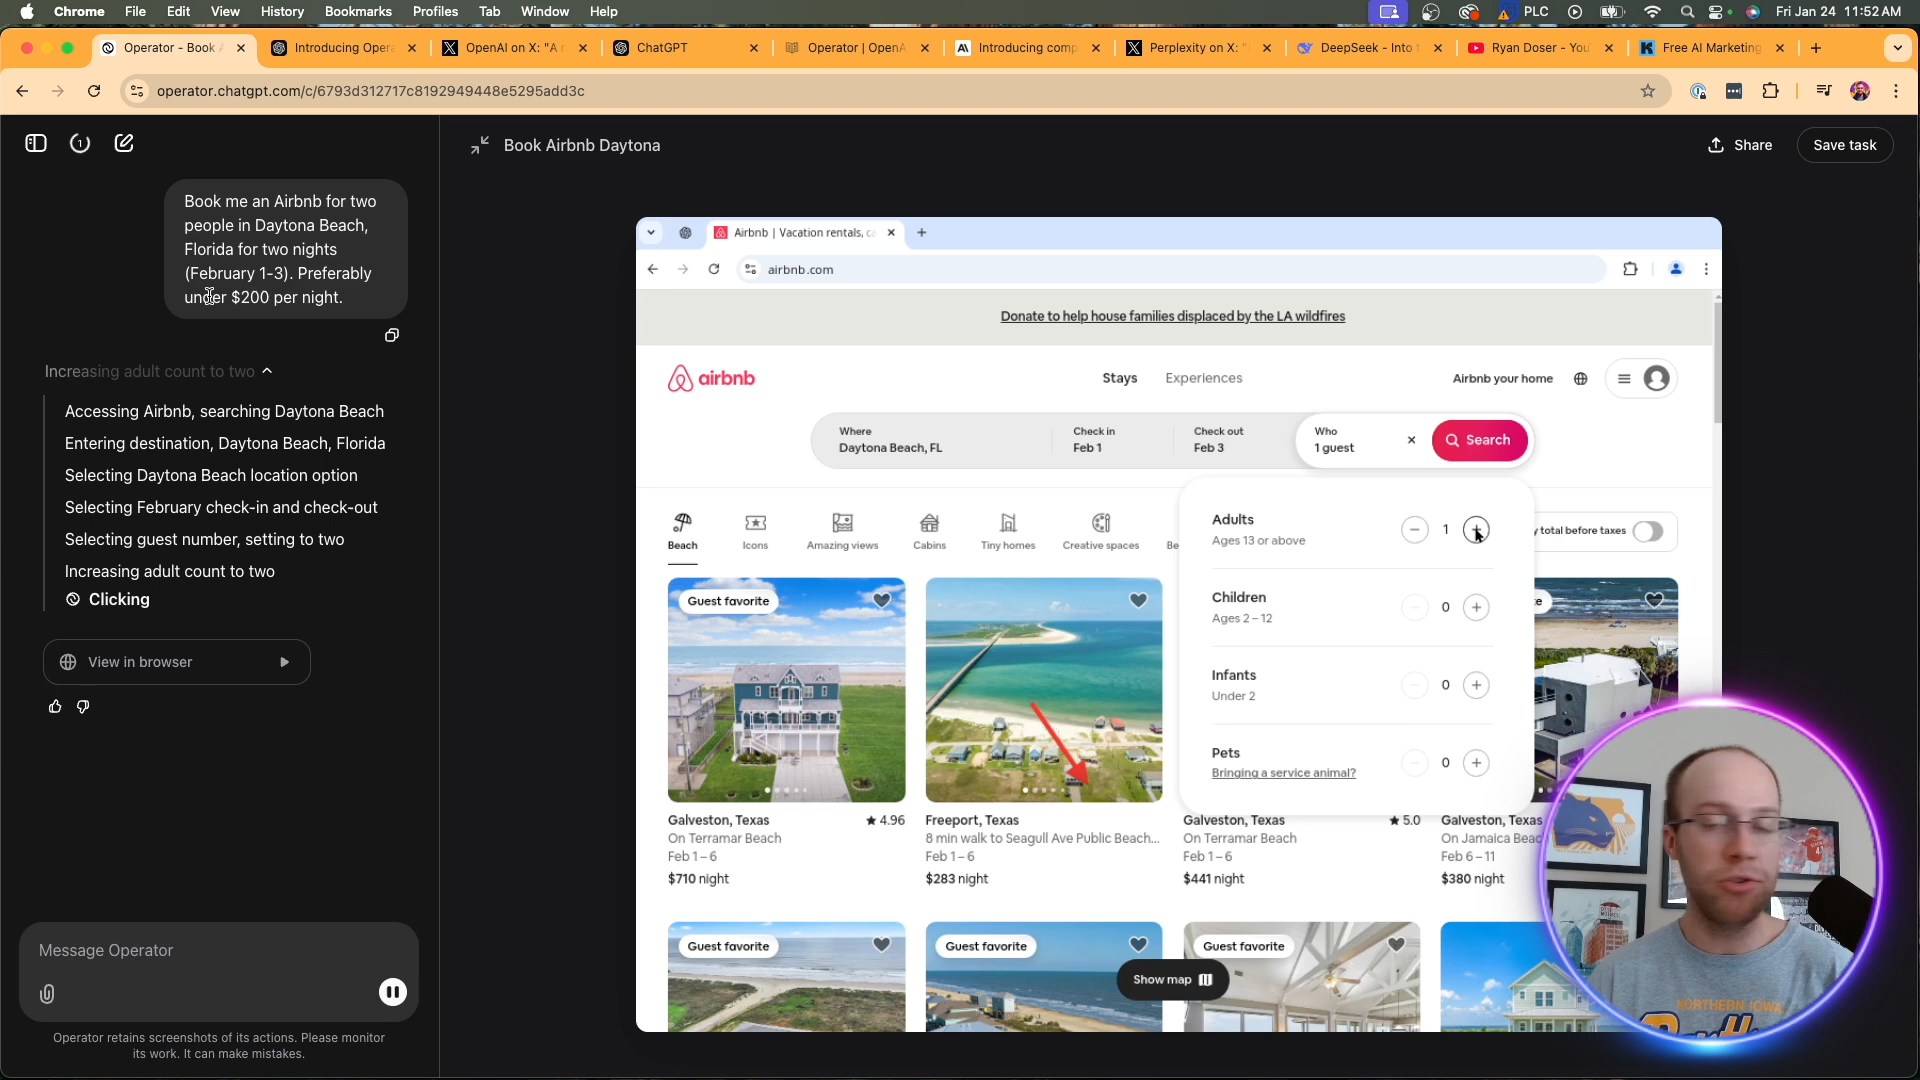 Chrome File Edit View History Bookmarks Profiles Tab Window Help
PLC
Fri Jan 24 11:52AM
Operator - Book A
Introducing Opera
OpenAI on X: "A r
ChatGPT
Operator | OpenA
Introducing comp
Perplexity on X: "
DeepSeek - Into t
Ryan Doser - You
Free AI Marketing
operator.chatgpt.com/c/6793d312717c8192949448e5295add3c
1
Book Airbnb Daytona
Share
Save task
Book me an Airbnb for two
people in Daytona Beach,
Florida for two nights
(February 1-3). Preferably
under $200 per night.
Increasing adult count to two
Accessing Airbnb, searching Daytona Beach
Entering destination, Daytona Beach, Florida
Selecting Daytona Beach location option
Selecting February check-in and check-out
Selecting guest number, setting to two
Increasing adult count to two
Clicking
View in browser
Message Operator
Operator retains screenshots of its actions. Please monitor
its work. It can make mistakes.
Airbnb | Vacation rentals, ca
airbnb.com
Donate to help house families displaced by the LA wildfires
airbnb
Stays
Experiences
Airbnb your home
Where
Daytona Beach, FL
Check in
Feb 1
Check out
Feb 3
Who
1 guest
Search
Beach
Icons
Amazing views
Cabins
Tiny homes
Creative spaces
Be
y total before taxes
Adults
Ages 13 or above
1
Children
Ages 2 – 12
0
Infants
Under 2
0
Pets
Bringing a service animal?
0
Guest favorite
Galveston, Texas
4.96
On Terramar Beach
Feb 1 – 6
$710 night
Freeport, Texas
8 min walk to Seagull Ave Public Beach...
Feb 1 – 6
$283 night
Galveston, Texas
5.0
On Terramar Beach
Feb 1 – 6
$441 night
e
Galveston, Texas
On Jamaica Beach
Feb 6 – 11
$380 night
Guest favorite
Guest favorite
Guest favorite
Show map
NORTHERN IOWA